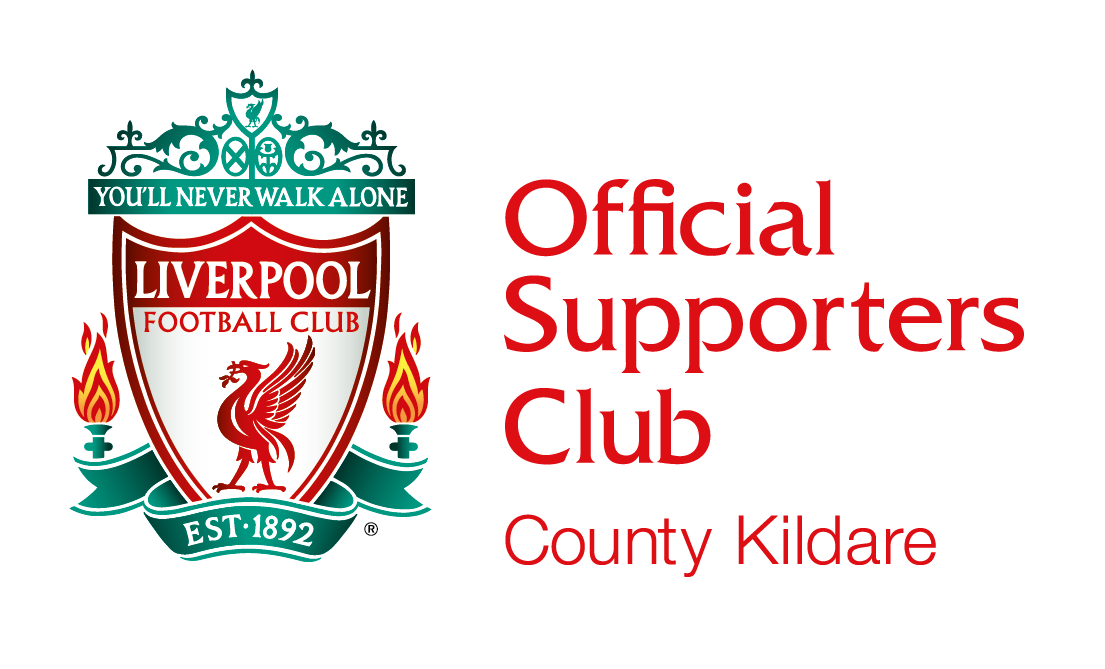 YOU'LL NEVER WALK ALONE
LIVERPOOL
FOOTBALL CLUB
EST·1892
®
Official
Supporters
Club
County Kildare